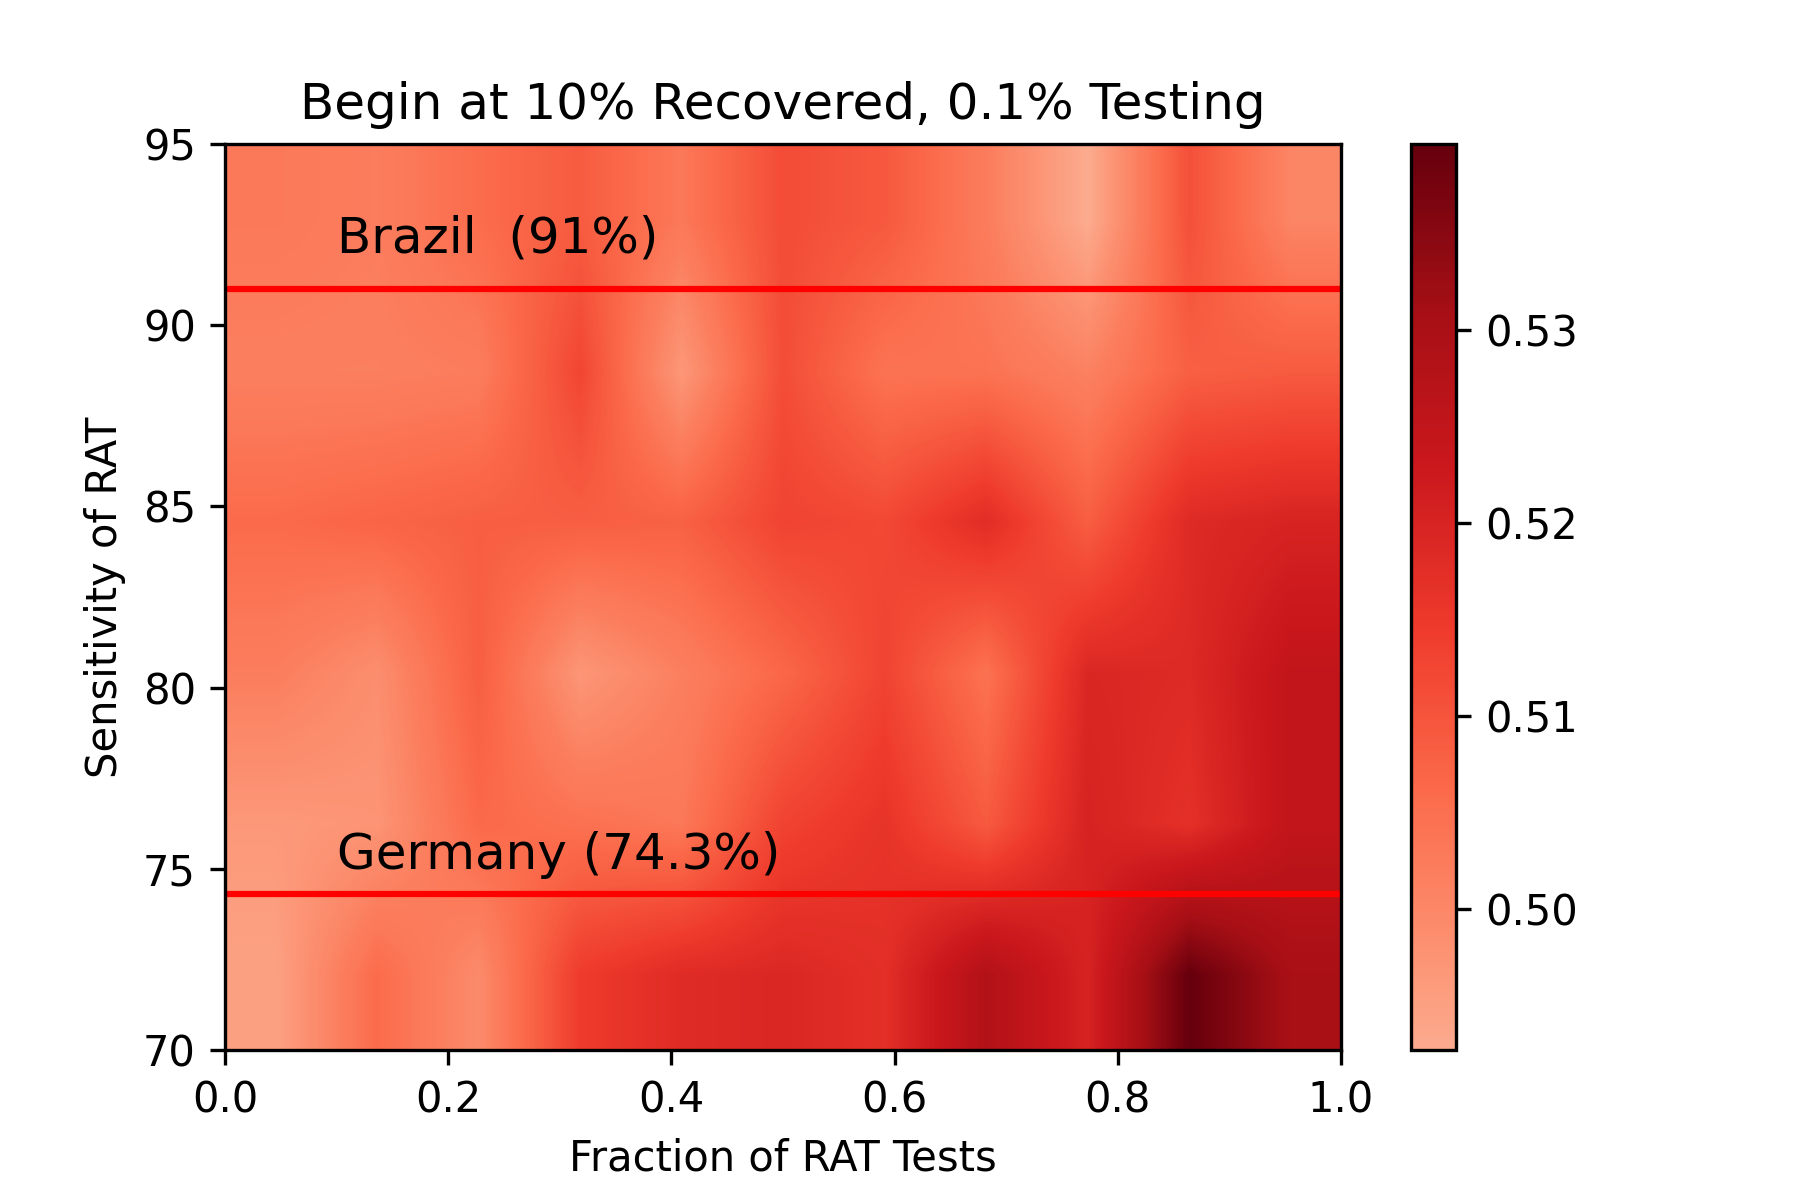 Begin at 10% Recovered, 0.1% Testing
95
90
85
80
75
70
Sensitivity of RAT
Brazil  (91%)
Germany (74.3%)
0.0 0.2 0.4 0.6 0.8 1.0
Fraction of RAT Tests
0.53
0.52
0.51
0.50